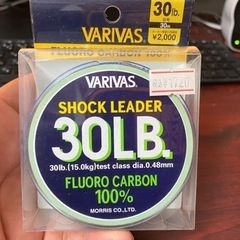 VARIVAS
30lb.
30m
¥2,000
FLUORO CARBON 100%
VARIVAS
SHOCK LEADER
30LB.
30lb.(15.0kg)test class dia.0.48mm
FLUORO CARBON
100%
MORRIS CO.,LTD.